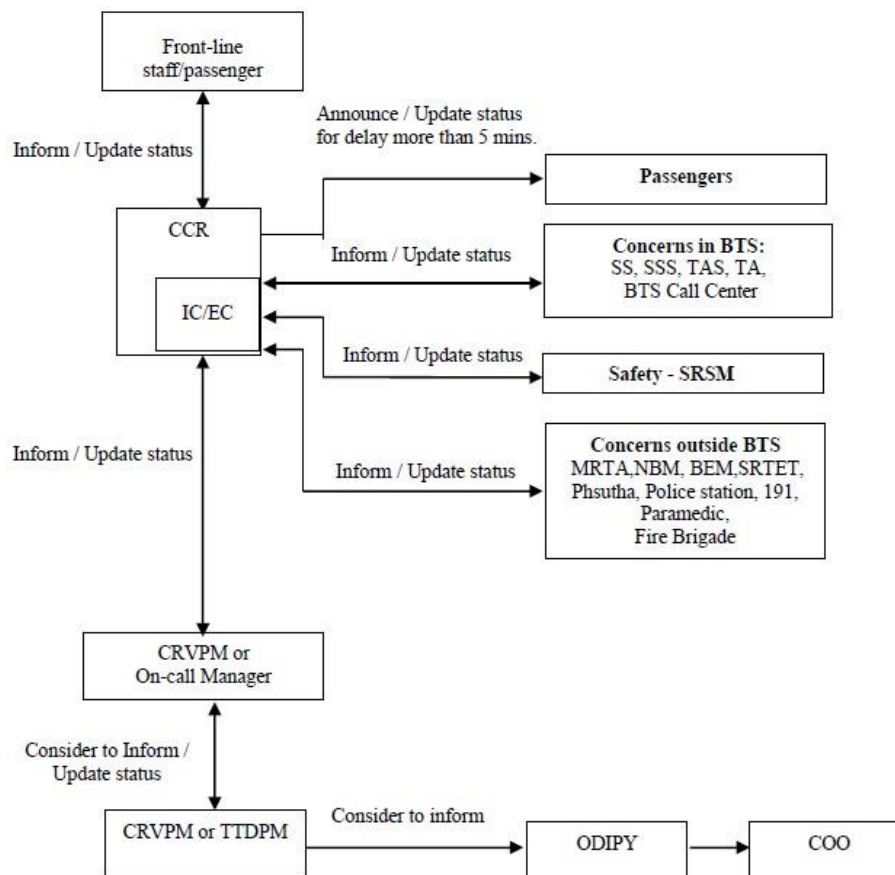 Front-line
staff/passenger
Announce / Update status
for delay more than 5 mins.
Inform / Update status
Passengers
CCR
Inform / Update status
Concerns in BTS:
SS, SSS, TAS, TA,
BTS Call Center
IC/EC
Inform / Update status
Safety - SRSM
Inform / Update status
Inform / Update status
Concerns outside BTS
MRTA,NBM, BEM,SRTET,
Phsutha, Police station, 191,
Paramedic,
Fire Brigade
CRVPM or
On-call Manager
Consider to Inform /
Update status
CRVPM or TTDPM
Consider to inform
ODIPY
COO